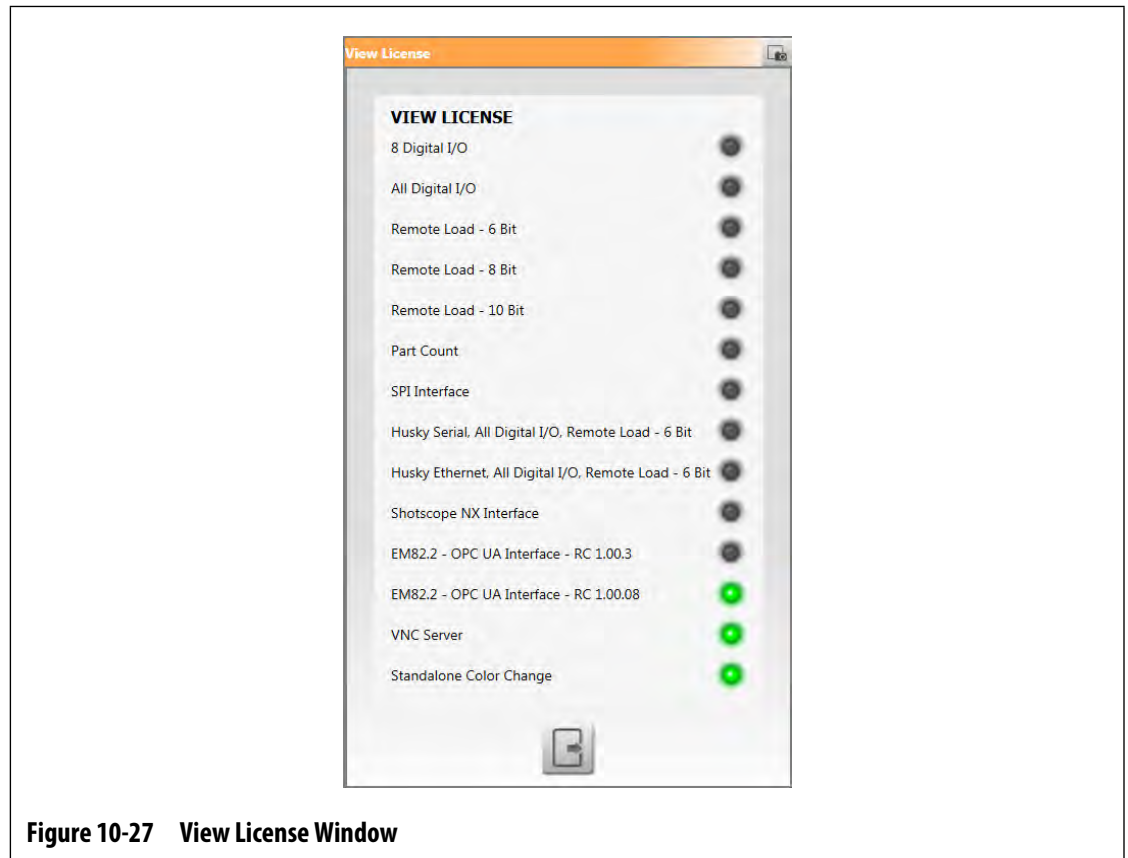 View License
VIEW LICENSE
8 Digital I/O
All Digital I/O
Remote Load - 6 Bit
Remote Load - 8 Bit
Remote Load - 10 Bit
Part Count
SPI Interface
Husky Serial, All Digital I/O, Remote Load - 6 Bit
Husky Ethernet, All Digital I/O, Remote Load - 6 Bit
Shotscope NX Interface
EM82.2 - OPC UA Interface - RC 1.00.3
EM82.2 - OPC UA Interface - RC 1.00.08
VNC Server
Standalone Color Change
Figure 10-27 View License Window